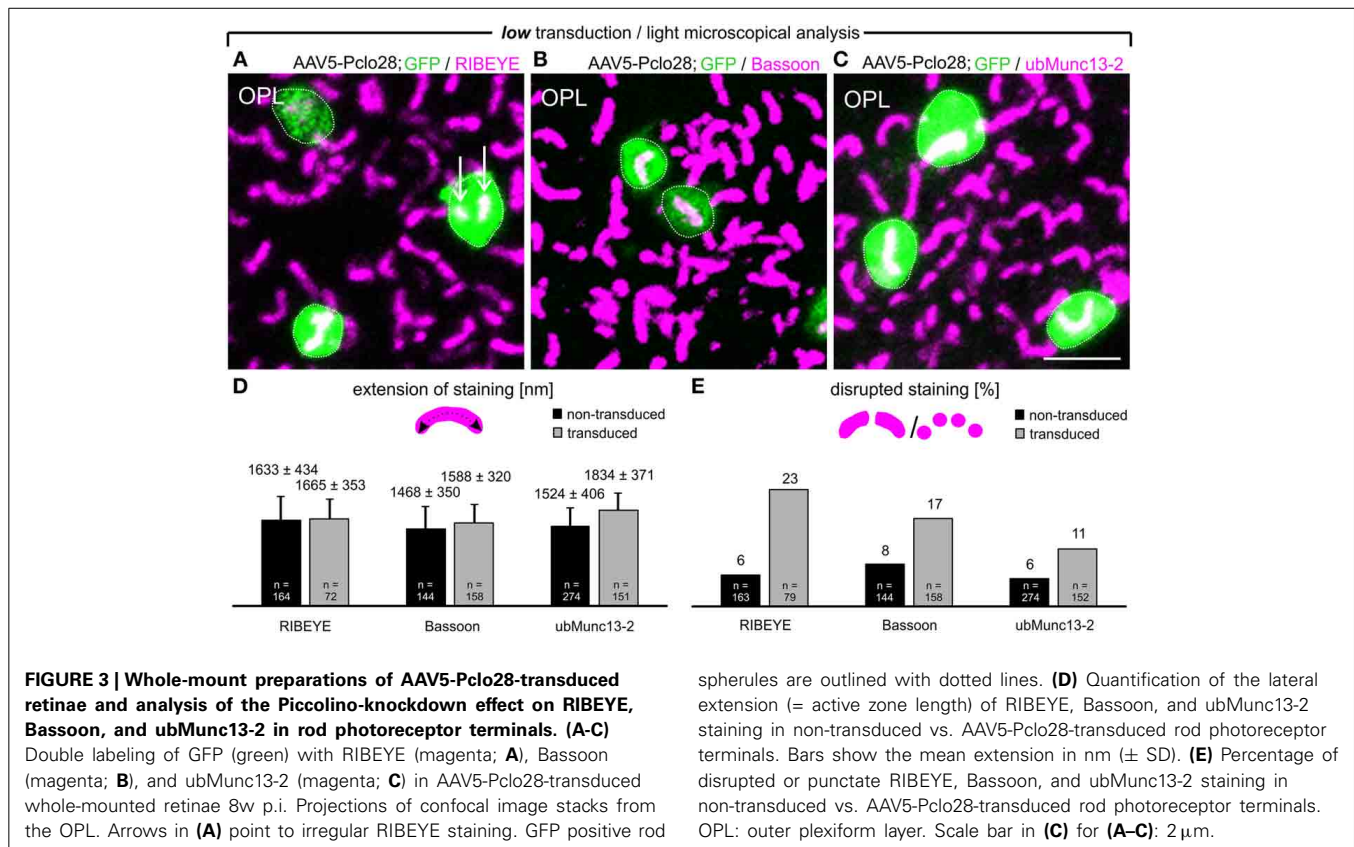 low transduction / light microscopical analysis
A AAV5-Pclo28; GFP / RIBEYE
OPL
B AAV5-Pclo28; GFP / Bassoon
OPL
C AAV5-Pclo28; GFP / ubMunc13-2
OPL
D extension of staining [nm]
non-transduced
transduced
1633 ± 434
1665 ± 353
1468 ± 350
1588 ± 320
1524 ± 406
1834 ± 371
n =
164
n =
72
n =
144
n =
158
n =
274
n =
151
RIBEYE
Bassoon
ubMunc13-2
E disrupted staining [%]
/
non-transduced
transduced
6
23
8
17
6
11
n =
163
n =
79
n =
144
n =
158
n =
274
n =
152
RIBEYE
Bassoon
ubMunc13-2
FIGURE 3 | Whole-mount preparations of AAV5-Pclo28-transduced
retinae and analysis of the Piccolino-knockdown effect on RIBEYE,
Bassoon, and ubMunc13-2 in rod photoreceptor terminals. (A-C)
Double labeling of GFP (green) with RIBEYE (magenta; A), Bassoon
(magenta; B), and ubMunc13-2 (magenta; C) in AAV5-Pclo28-transduced
whole-mounted retinae 8w p.i. Projections of confocal image stacks from
the OPL. Arrows in (A) point to irregular RIBEYE staining. GFP positive rod
spherules are outlined with dotted lines. (D) Quantification of the lateral
extension (= active zone length) of RIBEYE, Bassoon, and ubMunc13-2
staining in non-transduced vs. AAV5-Pclo28-transduced rod photoreceptor
terminals. Bars show the mean extension in nm (± SD). (E) Percentage of
disrupted or punctate RIBEYE, Bassoon, and ubMunc13-2 staining in
non-transduced vs. AAV5-Pclo28-transduced rod photoreceptor terminals.
OPL: outer plexiform layer. Scale bar in (C) for (A–C): 2 μm.